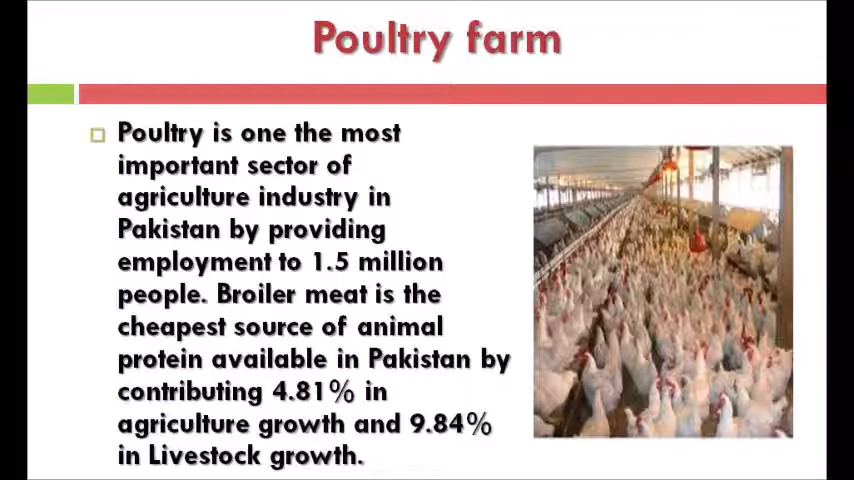 Poultry farm
Poultry is one the most
important sector of
agriculture industry in
Pakistan by providing
employment to 1.5 million
people. Broiler meat is the
cheapest source of animal
protein available in Pakistan by
contributing 4.81% in
agriculture growth and 9.84%
in Livestock growth.